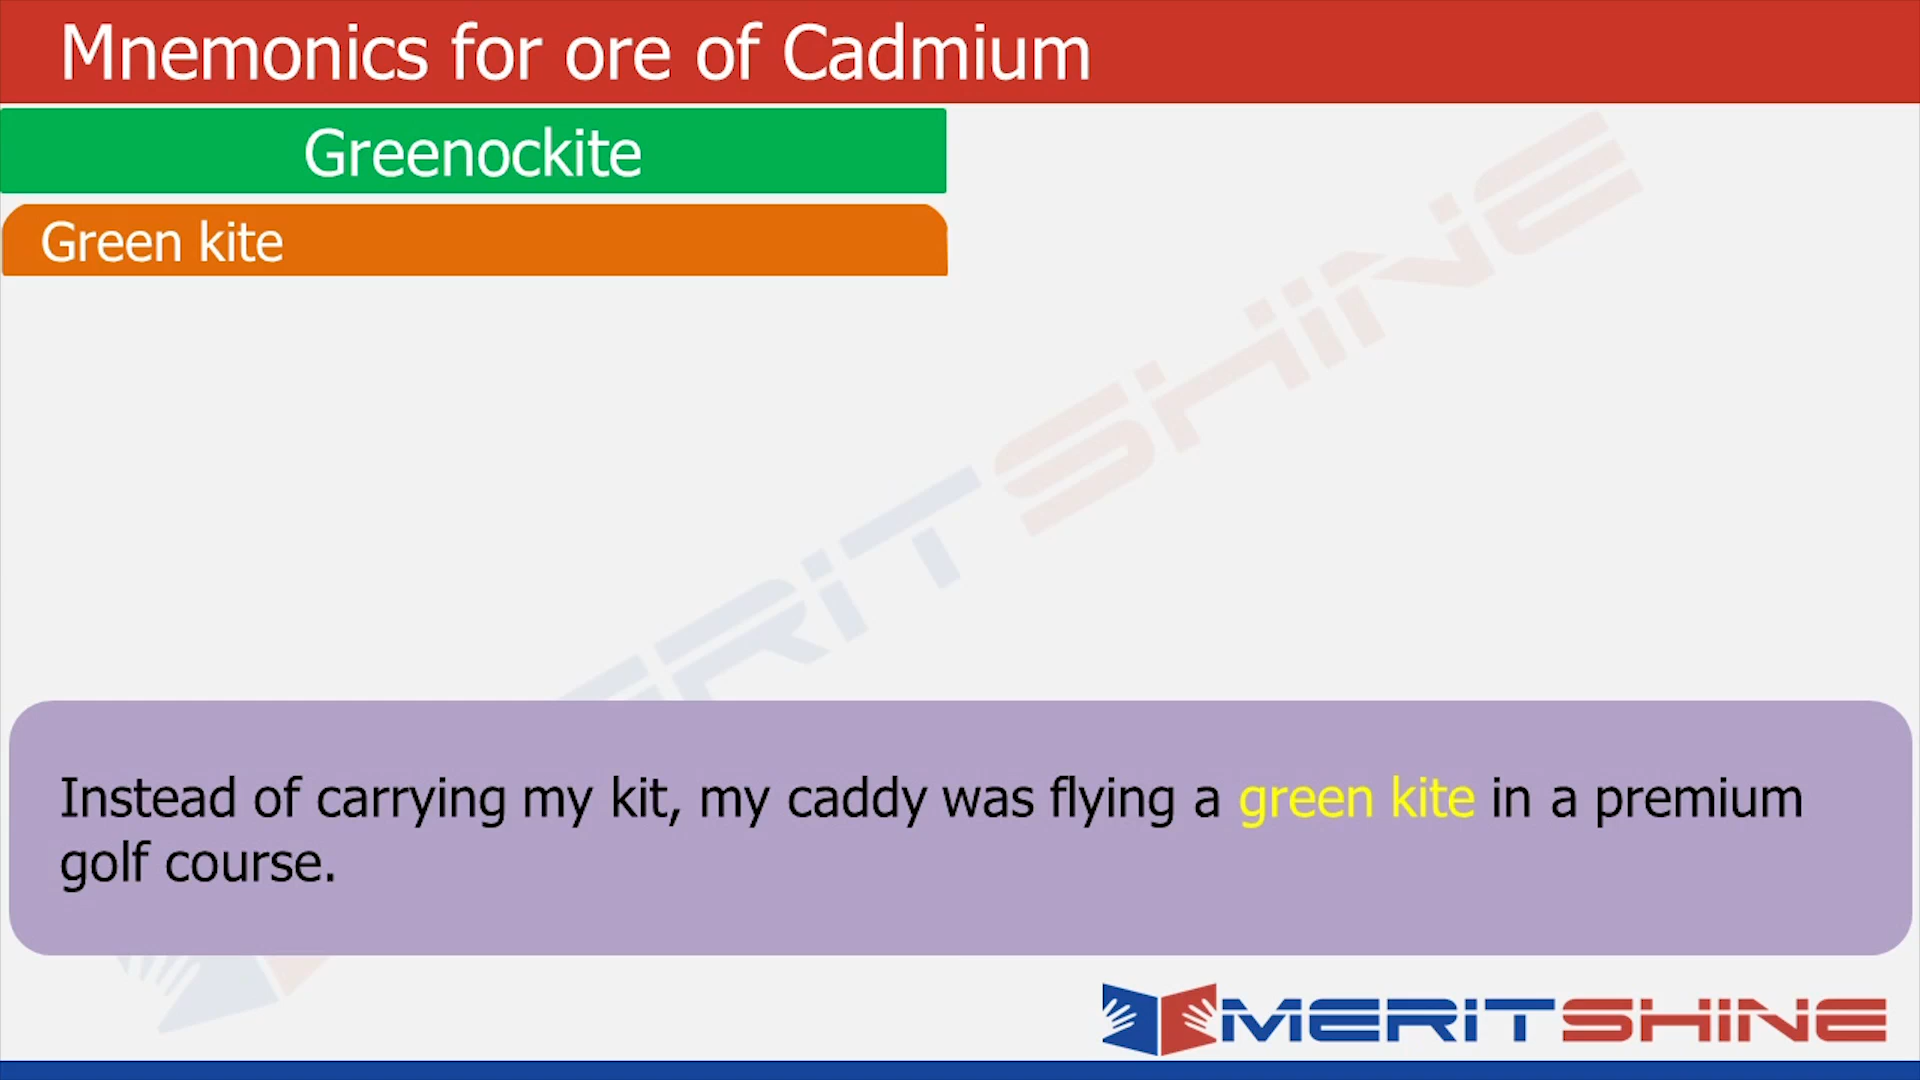 Mnemonics for ore of Cadmium
Greenockite
Green kite
Instead of carrying my kit, my caddy was flying a green kite in a premium
golf course.
MERITSHINE
MERITSHINE